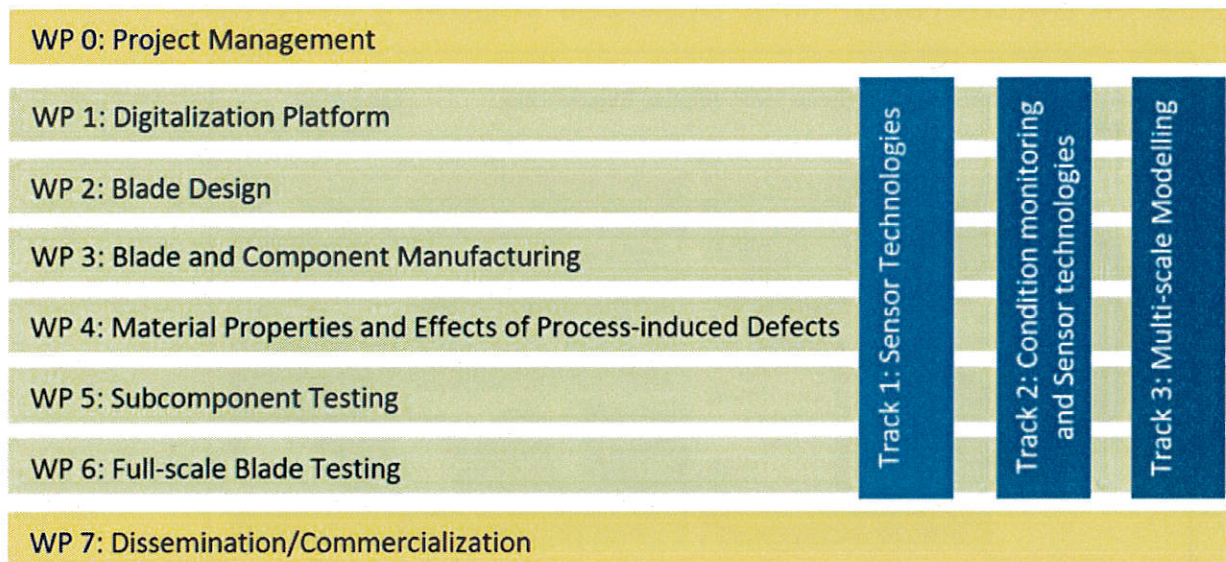 WP 0: Project Management
WP 1: Digitalization Platform
WP 2: Blade Design
WP 3: Blade and Component Manufacturing
WP 4: Material Properties and Effects of Process-induced Defects
WP 5: Subcomponent Testing
WP 6: Full-scale Blade Testing
WP 7: Dissemination/Commercialization
Track 1: Sensor Technologies
Track 2: Condition monitoring
and Sensor technologies
Track 3: Multi-scale Modelling